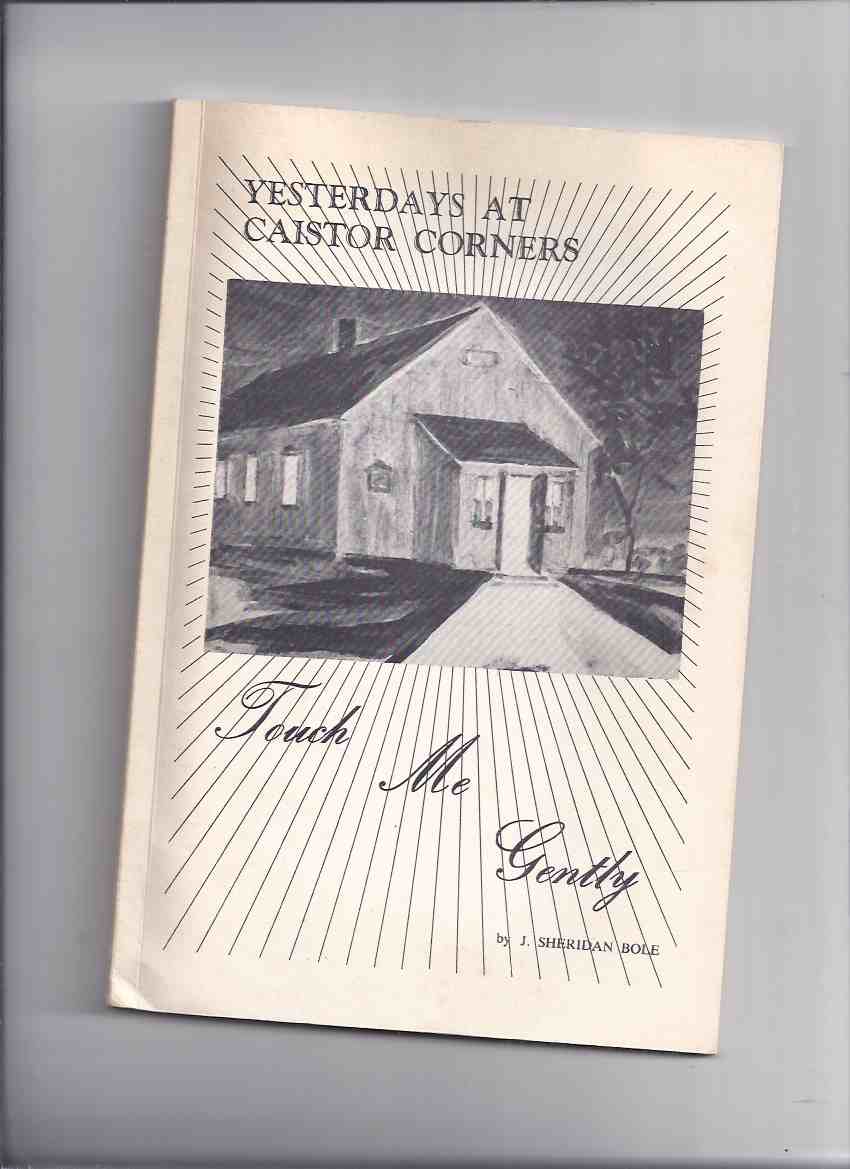 YESTERDAYS AT
CAISTOR CORNERS
Touch
Me
Gently
by J. SHERIDAN BOLE